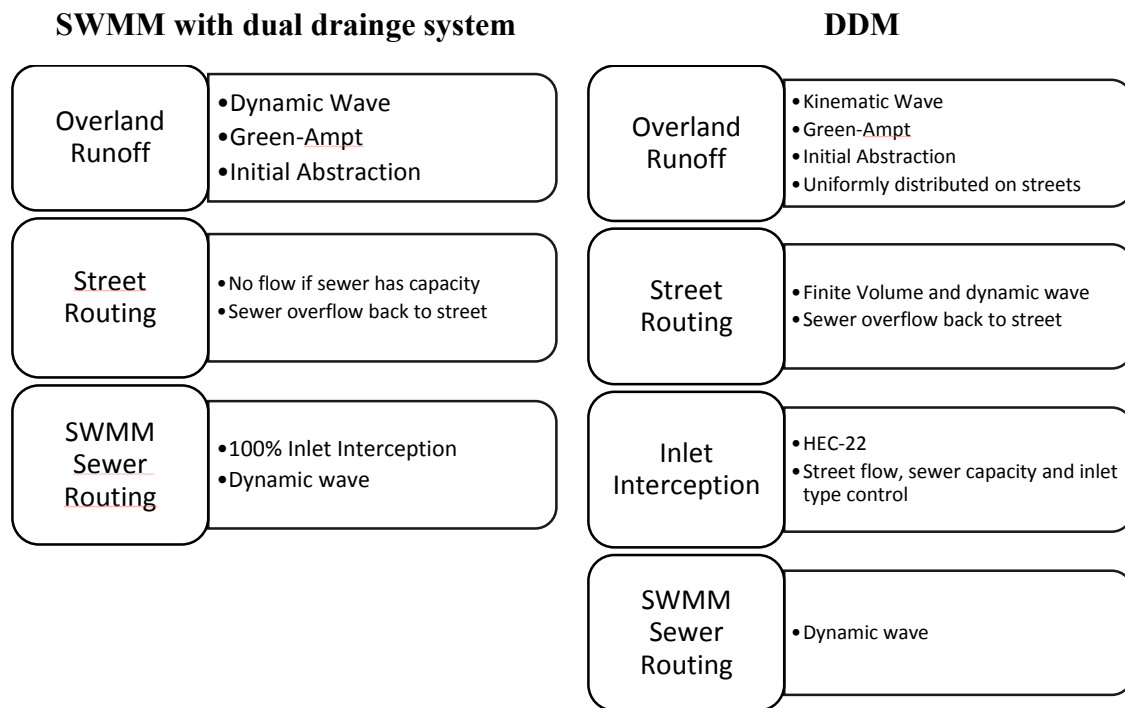 SWMM with dual drainge system
Overland
Runoff
•Dynamic Wave
•Green-Ampt
•Initial Abstraction
Street
Routing
•No flow if sewer has capacity
•Sewer overflow back to street
SWMM
Sewer
Routing
•100% Inlet Interception
•Dynamic wave
DDM
Overland
Runoff
•Kinematic Wave
•Green-Ampt
•Initial Abstraction
•Uniformly distributed on streets
Street
Routing
•Finite Volume and dynamic wave
•Sewer overflow back to street
Inlet
Interception
•HEC-22
•Street flow, sewer capacity and inlet
type control
SWMM
Sewer
Routing
•Dynamic wave